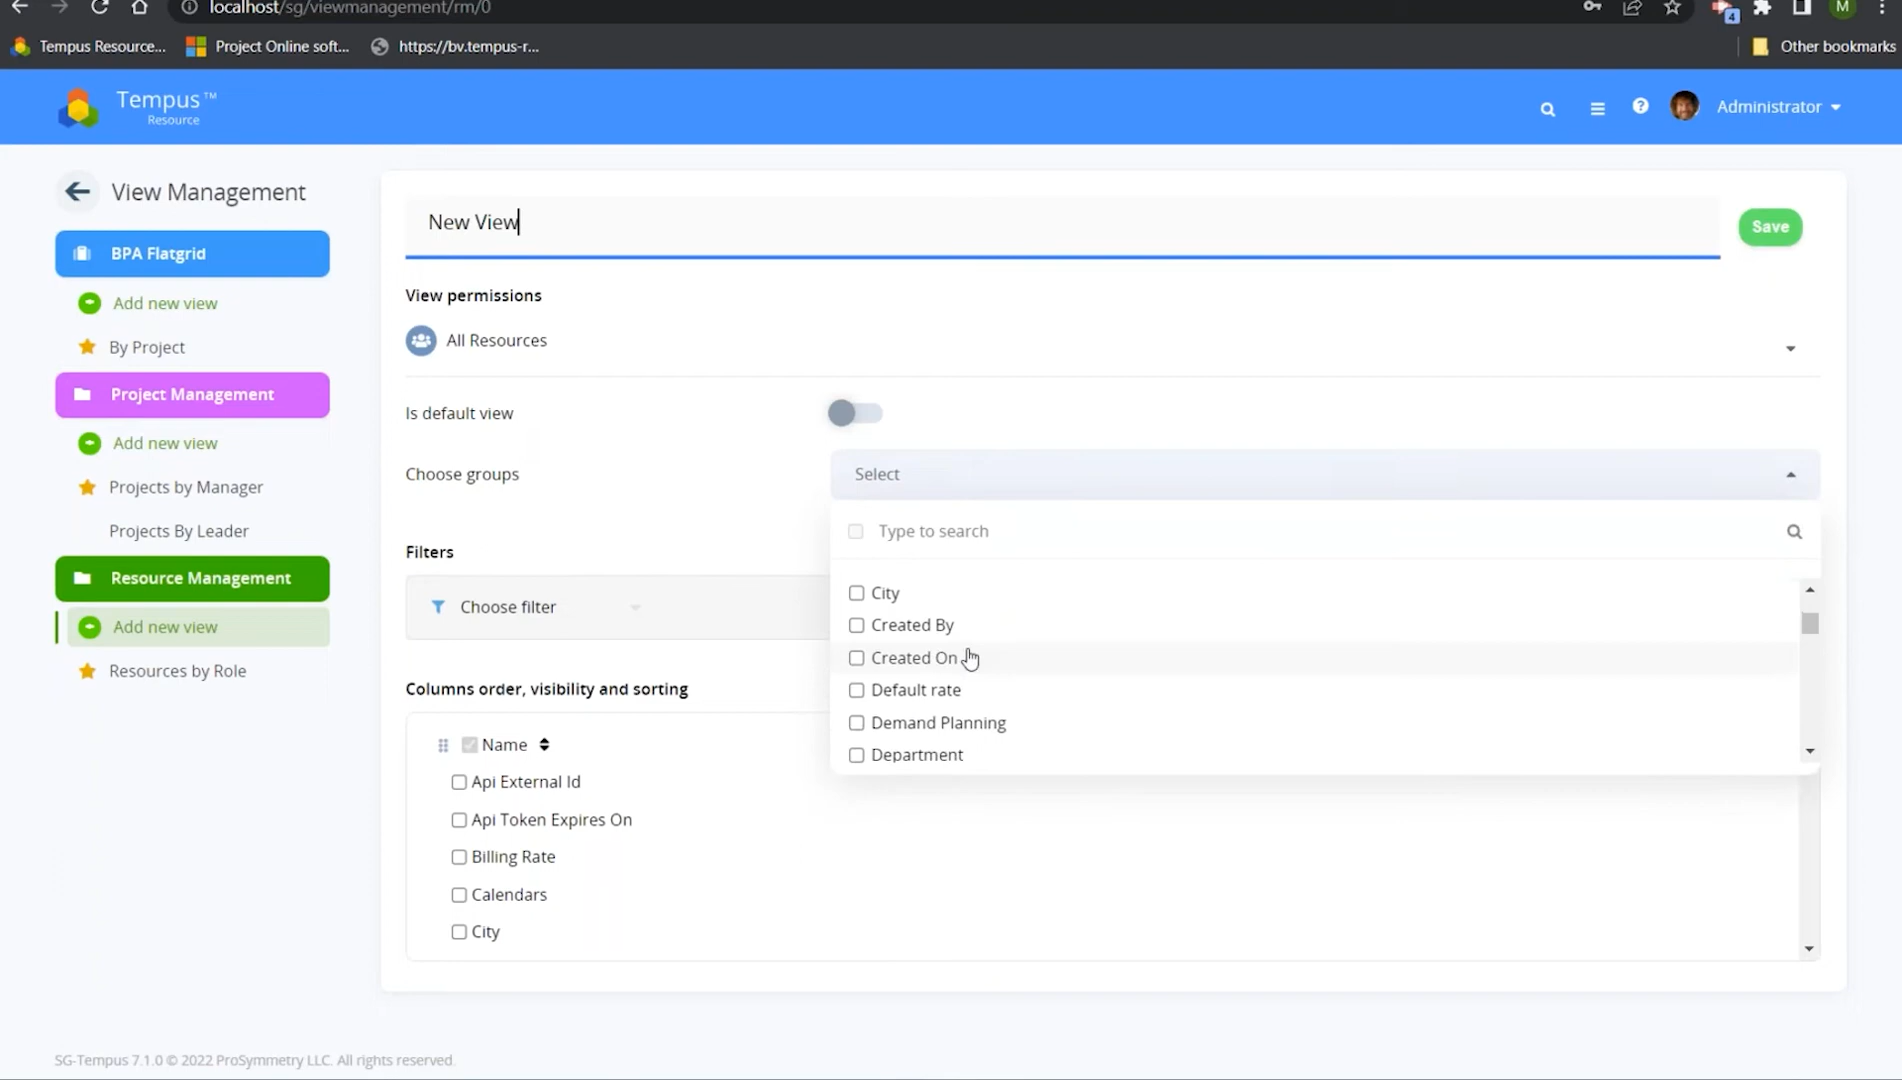 localhost/sg/viewmanagement/rm/0
4
M
Tempus Resource...
Project Online soft...
https://bv.tempus-r...
Other bookmarks
Tempus™
Resource
Administrator
View Management
New View
Save
BPA Flatgrid
Add new view
By Project
Project Management
Add new view
Projects by Manager
Projects By Leader
Resource Management
Add new view
Resources by Role
View permissions
All Resources
Is default view
Choose groups
Select
Type to search
City
Created By
Created On
Default rate
Demand Planning
Department
Filters
Choose filter
Columns order, visibility and sorting
Name
Api External Id
Api Token Expires On
Billing Rate
Calendars
City
SG-Tempus 7.1.0 © 2022 ProSymmetry LLC. All rights reserved.